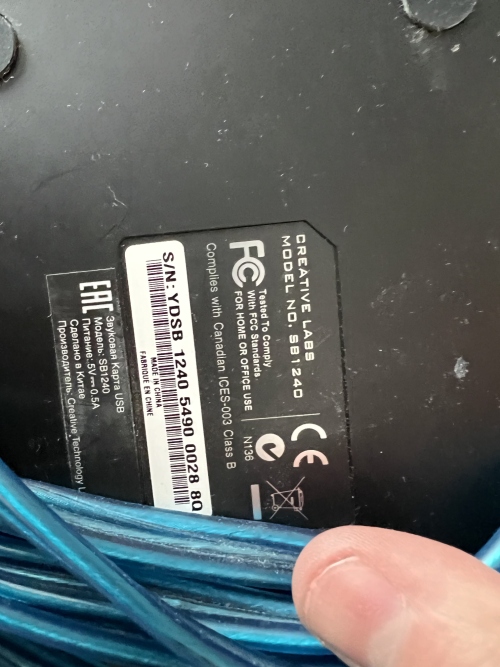 CREATIVE LABS
MODEL NO. SB1240
FC
Tested To Comply
With FCC Standards
FOR HOME OR OFFICE USE
Complies with Canadian ICES-003 Class B
CE
N136
S/N: YDSB 1240 5490 0028 8Q
MADE IN CHINA
FABRIQUÉ EN CHINE
EAC
Звуковая Карта USB
Модель: SB1240
Питание: 5V 0.5A
Сделано в Китае
Производитель: Creative Technology L